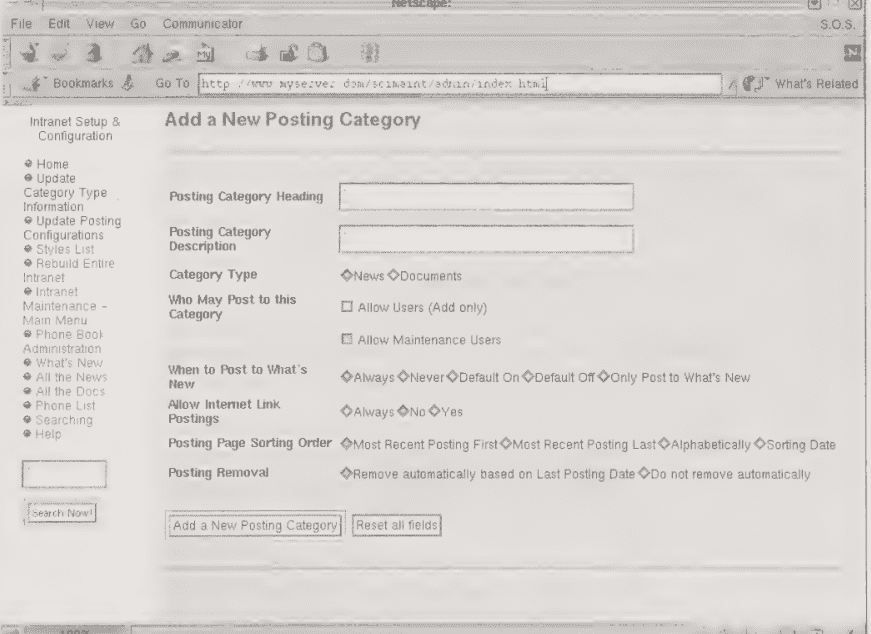 Netscape:
File Edit View Go Communicator S.O.S.
My N
Bookmarks Go To http://www.myserver.dom/scimaint/admin/index.html What's Related
Intranet Setup &
Configuration
Home
Update
Category Type
Information
Update Posting
Configurations
Styles List
Rebuild Entire
Intranet
Intranet
Maintenance -
Main Menu
Phone Book
Administration
What's New
All the News
All the Docs
Phone List
Searching
Help
Search Now!
Add a New Posting Category
Posting Category Heading
Posting Category
Description
Category Type News Documents
Who May Post to this
Category
Allow Users (Add only)
Allow Maintenance Users
When to Post to What's
New
Always Never Default On Default Off Only Post to What's New
Allow Internet Link
Postings
Always No Yes
Posting Page Sorting Order Most Recent Posting First Most Recent Posting Last Alphabetically Sorting Date
Posting Removal Remove automatically based on Last Posting Date Do not remove automatically
Add a New Posting Category Reset all fields
100%